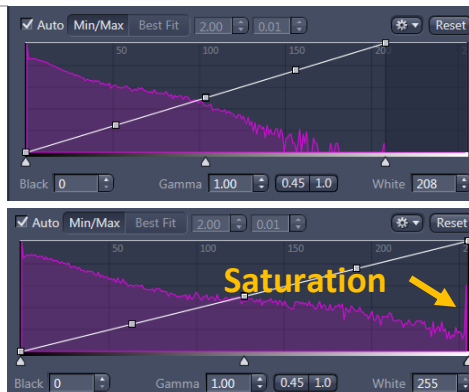 Auto Min/Max Best Fit 2.00 0.01 Reset
50 100 150 20
Black 0 Gamma 1.00 0.45 1.0 White 208
Auto Min/Max Best Fit 2.00 0.01 Reset
50 100 150 200
Saturation
Black 0 Gamma 1.00 0.45 1.0 White 255